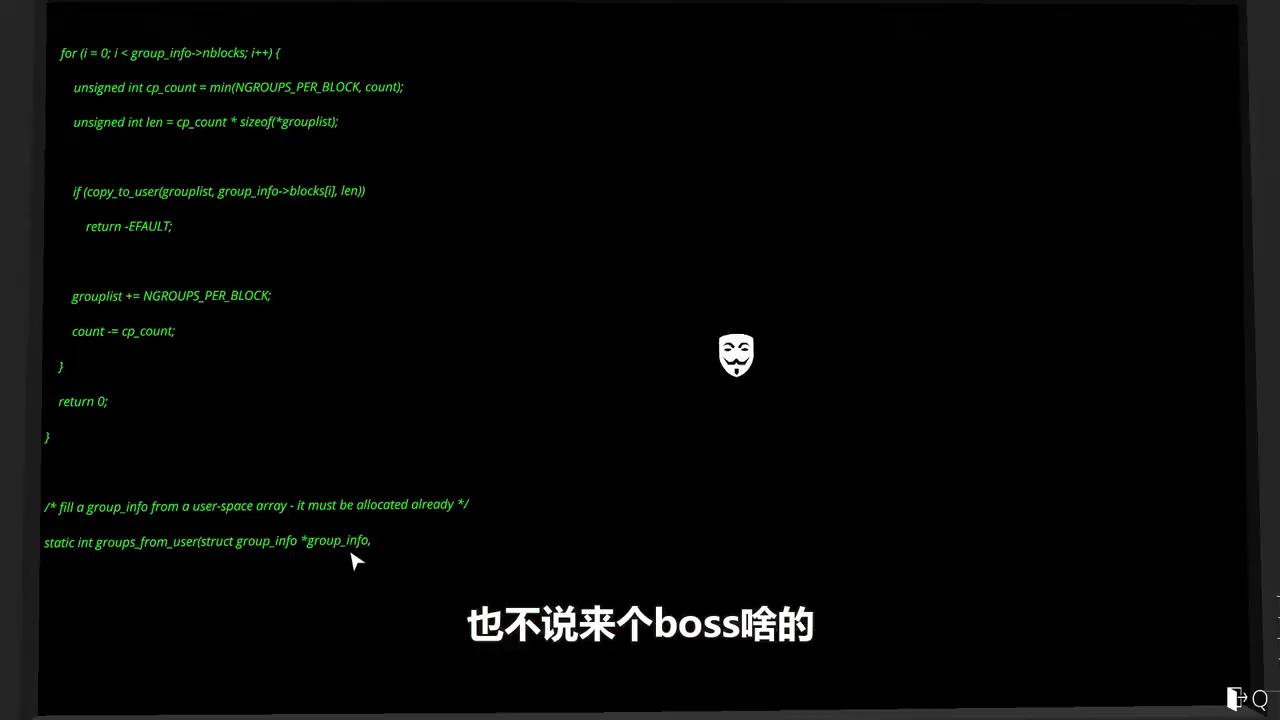 for (i = 0; i < group_info->nblocks; i++) {
unsigned int cp_count = min(NGROUPS_PER_BLOCK, count);
unsigned int len = cp_count * sizeof(*grouplist);
if (copy_to_user(grouplist, group_info->blocks[i], len))
return -EFAULT;
grouplist += NGROUPS_PER_BLOCK;
count -= cp_count;
}
return 0;
}
/* fill a group_info from a user-space array - it must be allocated already */
static int groups_from_user(struct group_info *group_info,
也不说来个boss啥的
Q